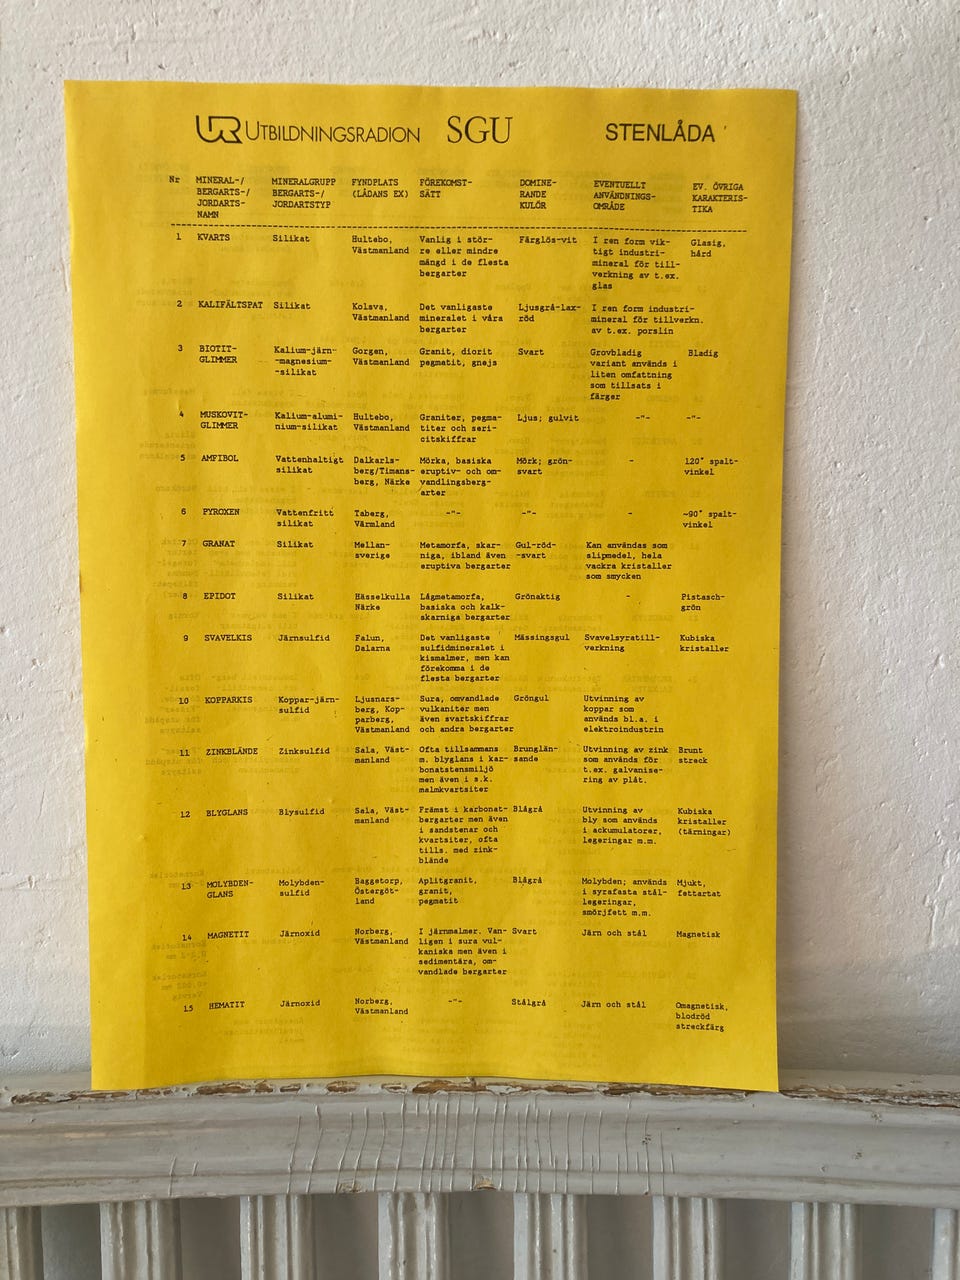 UR UTBILDNINGSRADION SGU STENLÅDA
Nr MINERAL-/ BERGARTS-/ JORDARTS- NAMN MINERALGRUPP BERGARTS-/ JORDARTSTYP FYNDPLATS (LÅDANS EX) FÖREKOMST- SÄTT DOMINE- RANDE KULÖR EVENTUELLT ANVÄNDNINGS- OMRÅDE EV. ÖVRIGA KARAKTERIS- TIKA
1 KVARTS Silikat Hultebo, Västmanland Vanlig i stör- re eller mindre mängd i de flesta bergarter Färglös-vit I ren form vik- tigt industri- mineral för till- verkning av t.ex. glas Glasig, hård
2 KALIFÄLTSPAT Silikat Kolsva, Västmanland Det vanligaste mineralet i våra bergarter Ljusgrå-lax- röd I ren form industri- mineral för tillverkn. av t.ex. porslin
3 BIOTIT- GLIMMER Kalium-järn- -magnesium- -silikat Gorgen, Västmanland Granit, diorit pegmatit, gnejs Svart Grovbladig variant används i liten omfattning som tillsats i färger Bladig
4 MUSKOVIT- GLIMMER Kalium-alumi- nium-silikat Hultebo, Västmanland Graniter, pegma- titer och seri- citskiffrar Ljus; gulvit -"- -"-
5 AMFIBOL Vattenhaltigt silikat Dalkarls- berg/Timans- berg, Närke Mörka, basiska eruptiv- och om- vandlingsberg- arter Mörk; grön- svart - 120° spalt- vinkel
6 PYROXEN Vattenfritt silikat Taberg, Värmland -"- -"- - ~90° spalt- vinkel
7 GRANAT Silikat Mellan- sverige Metamorfa, skar- niga, ibland även eruptiva bergarter Gul-röd- -svart Kan användas som slipmedel, hela vackra kristaller som smycken
8 EPIDOT Silikat Hässelkulla Närke Lågmetamorfa, basiska och kalk- skarniga bergarter Grönaktig - Pistasch- grön
9 SVAVELKIS Järnsulfid Falun, Dalarna Det vanligaste sulfidmineralet i kismalmer, men kan förekomma i de flesta bergarter Mässingsgul Svavelsyratill- verkning Kubiska kristaller
10 KOPPARKIS Koppar-järn- sulfid Ljusnars- berg, Kop- parberg, Västmanland Sura, omvandlade vulkaniter men även svartskiffrar och andra bergarter Gröngul Utvinning av koppar som används bl.a. i elektroindustrin
11 ZINKBLÄNDE Zinksulfid Sala, Väst- manland Ofta tillsammans m. blyglans i kar- bonatstensmiljö men även i s.k. malmkvartsiter Brunglän- sande Utvinning av zink som används för t.ex. galvanise- ring av plåt. Brunt streck
12 BLYGLANS Blysulfid Sala, Väst- manland Främst i karbonat- bergarter men även i sandstenar och kvartsiter, ofta tills. med zink- blände Blågrå Utvinning av bly som används i ackumulatorer, legeringar m.m. Kubiska kristaller (tärningar)
13 MOLYBDEN- GLANS Molybden- sulfid Baggetorp, Östergöt- land Aplitgranit, granit, pegmatit Blågrå Molybden; används i syrafasta stål- legeringar, smörjfett m.m. Mjukt, fettartat
14 MAGNETIT Järnoxid Norberg, Västmanland I järnmalmer. Van- ligen i sura vul- kaniska men även i sedimentära, om- vandlade bergarter Svart Järn och stål Magnetisk
15 HEMATIT Järnoxid Norberg, Västmanland -"- Stålgrå Järn och stål Omagnetisk, blodröd streckfärg